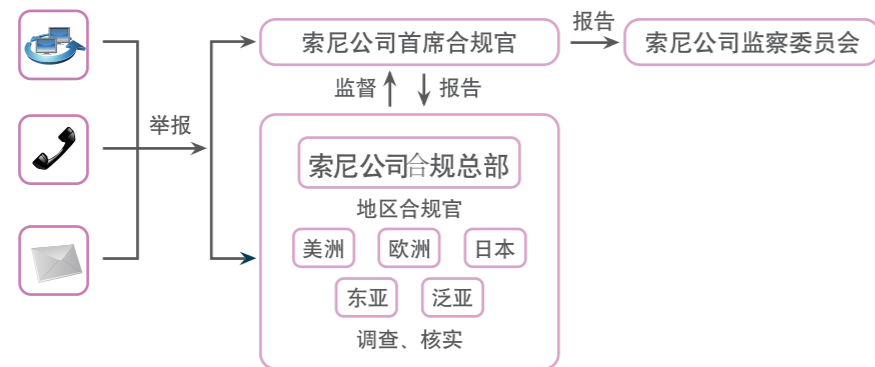 报告
索尼公司首席合规官
索尼公司监察委员会
监督
报告
举报
索尼公司合规总部
地区合规官
美洲
欧洲
日本
东亚
泛亚
调查、核实